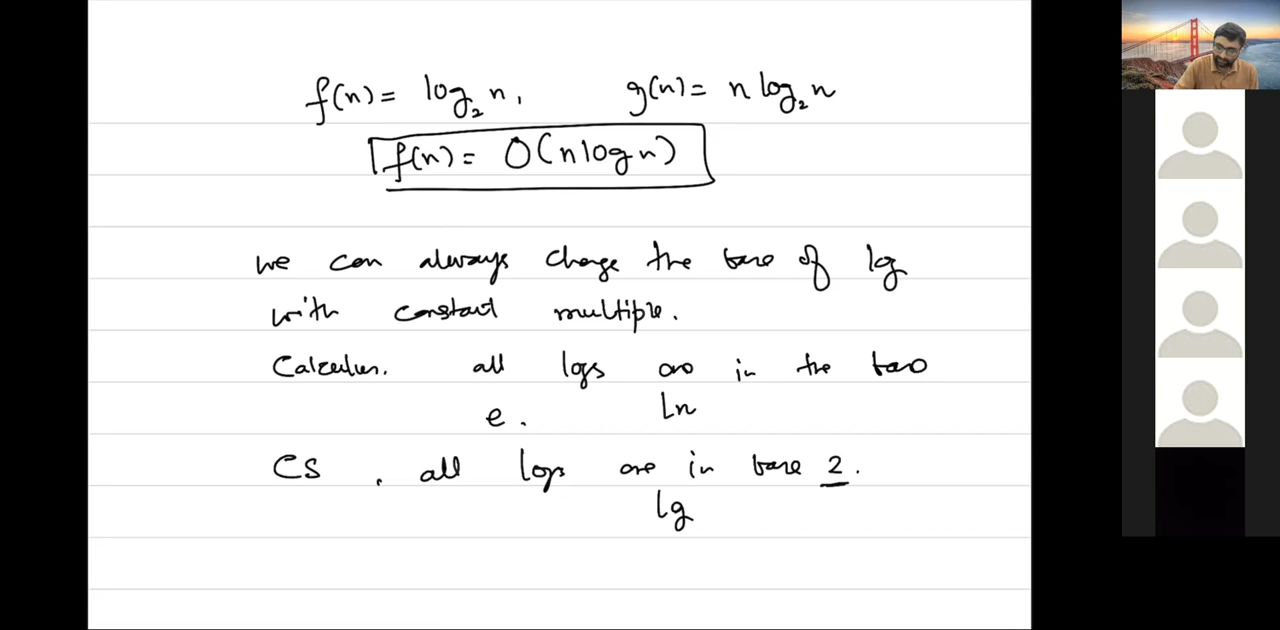 f(n) = log₂ n, g(n) = n log₂ n
f(n) = O(n log n)
We can always change the base of lg
with constant multiple.
Calculus. all logs are in the base
e. Ln
CS, all logs are in base 2.
lg